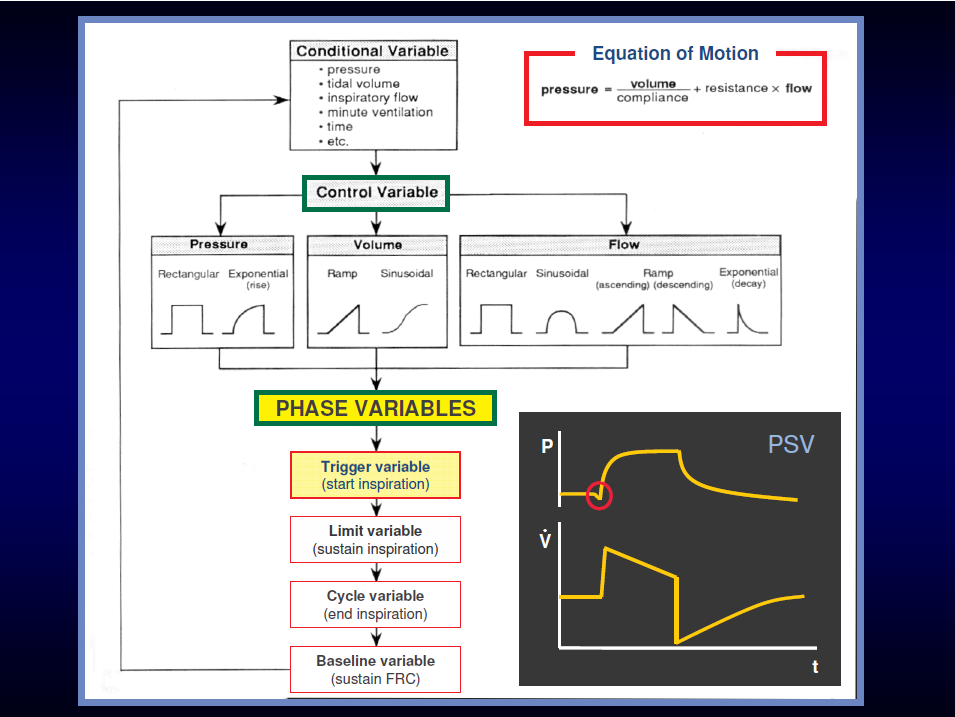 Conditional Variable
• pressure
• tidal volume
• inspiratory flow
• minute ventilation
• time
• etc.
Equation of Motion
pressure = volume / compliance + resistance × flow
Control Variable
Pressure
Rectangular Exponential
(rise)
Volume
Ramp Sinusoidal
Flow
Rectangular Sinusoidal Ramp Exponential
(ascending) (descending) (decay)
PHASE VARIABLES
Trigger variable
(start inspiration)
Limit variable
(sustain inspiration)
Cycle variable
(end inspiration)
Baseline variable
(sustain FRC)
PSV
P
V̇
t